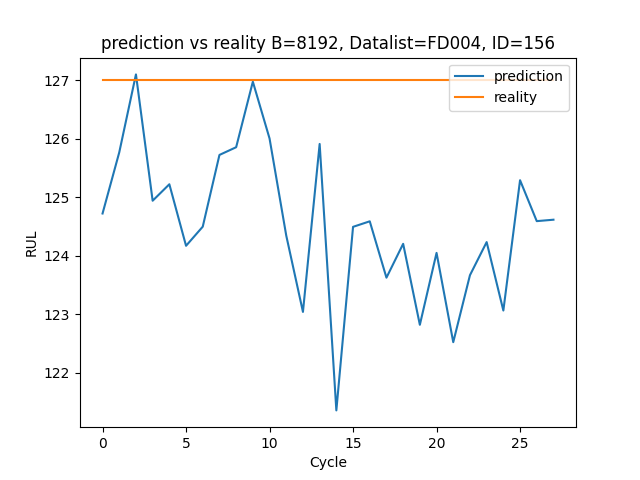 prediction vs reality B=8192, Datalist=FD004, ID=156
prediction
reality
127
126
125
124
123
122
RUL
0 5 10 15 20 25
Cycle